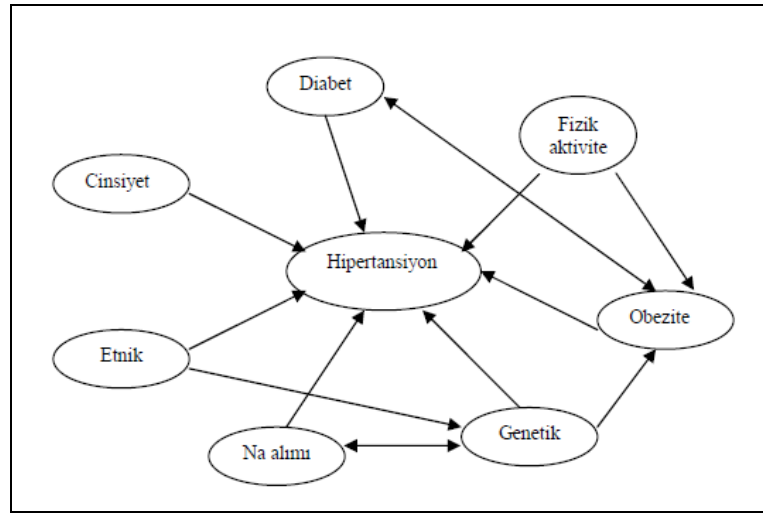 Diabet
Fizik
aktivite
Cinsiyet
Hipertansiyon
Obezite
Etnik
Genetik
Na alımı